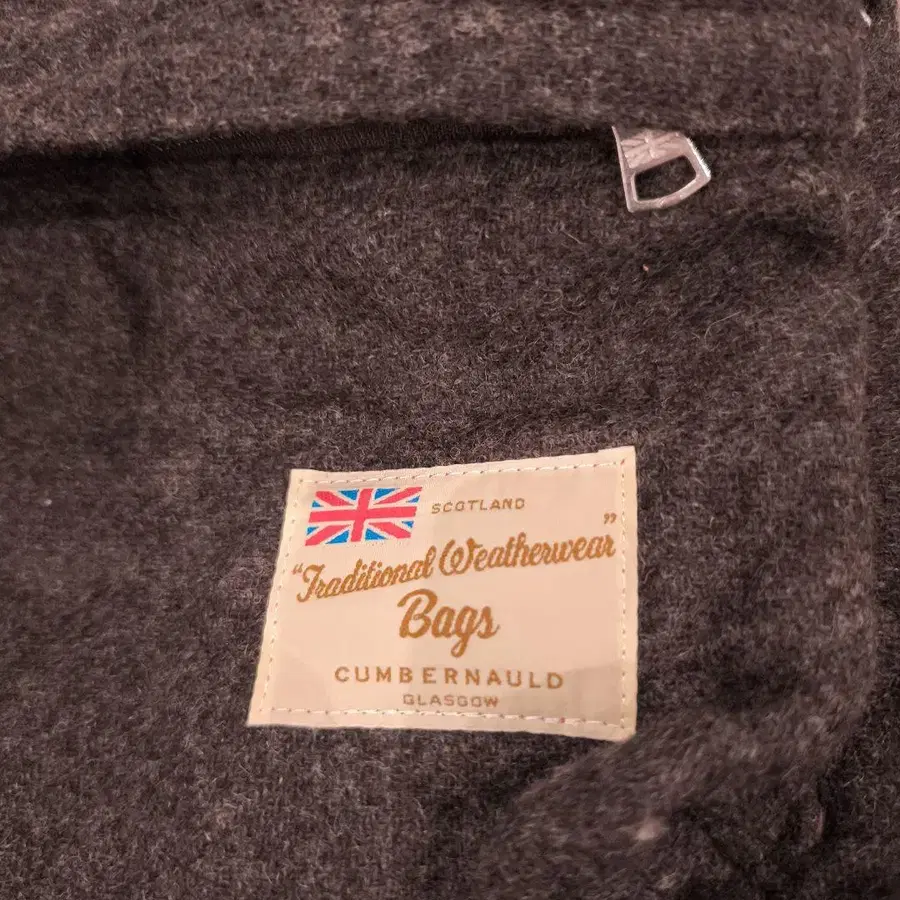 SCOTLAND
“Traditional Weatherwear”
Bags
CUMBERNAULD
GLASGOW